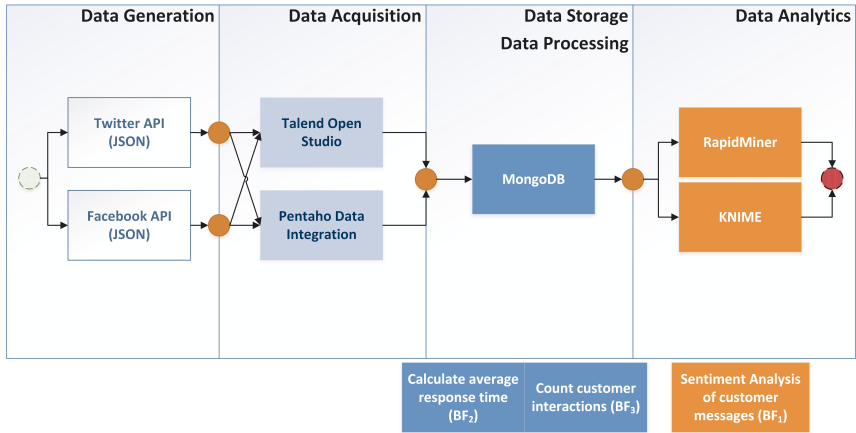 Data Generation
Data Acquisition
Data Storage
Data Processing
Data Analytics
Twitter API
(JSON)
Facebook API
(JSON)
Talend Open
Studio
Pentaho Data
Integration
MongoDB
RapidMiner
KNIME
Calculate average
response time
(BF₂)
Count customer
interactions (BF₃)
Sentiment Analysis
of customer
messages (BF₁)